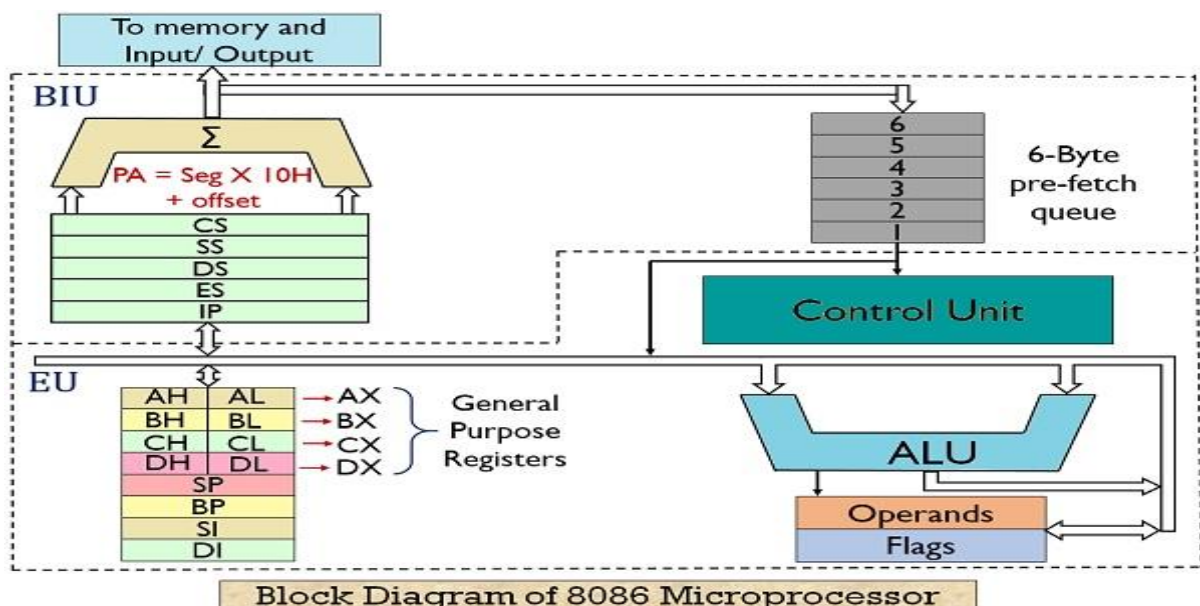 To memory and
Input/ Output
BIU
Σ
PA = Seg X 10H
+ offset
CS
SS
DS
ES
IP
6
5
4
3
2
1
6-Byte
pre-fetch
queue
Control Unit
EU
AH AL AX
BH BL BX
CH CL CX
DH DL DX
SP
BP
SI
DI
General
Purpose
Registers
ALU
Operands
Flags
Block Diagram of 8086 Microprocessor